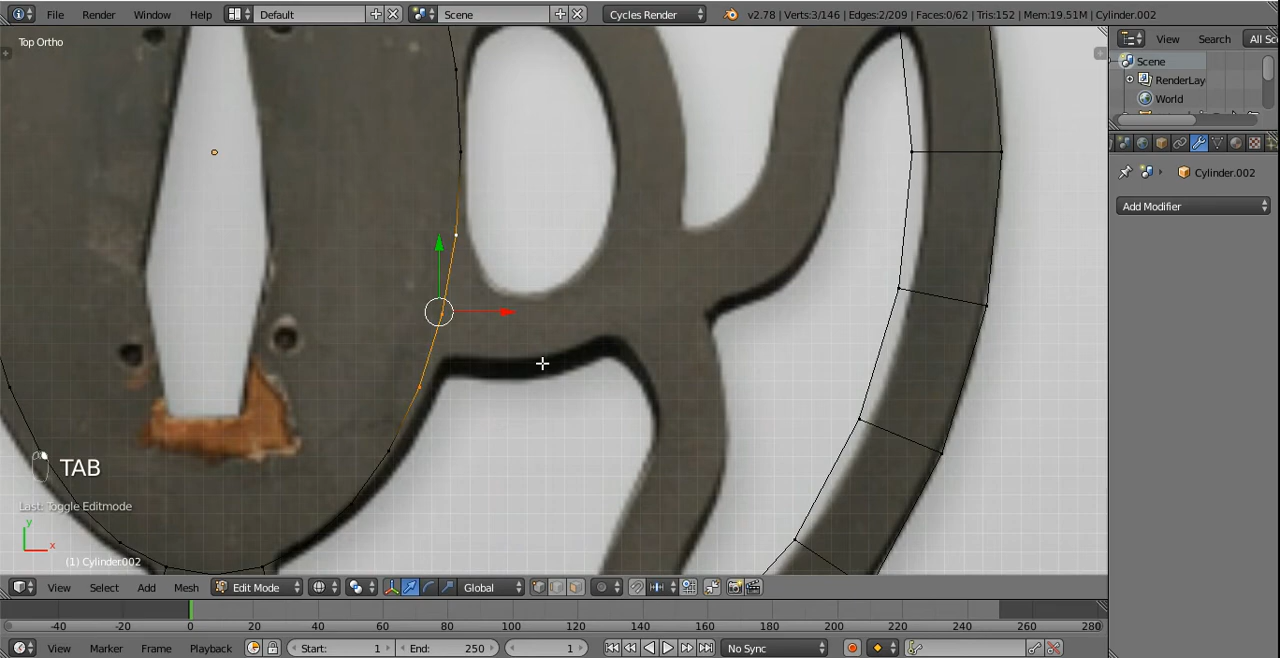 File Render Window Help Default Scene Cycles Render v2.78 | Verts:3/146 | Edges:2/209 | Faces:0/62 | Tris:152 | Mem:19.51M | Cylinder.002
Top Ortho
View Search All Sc
Scene
RenderLay
World
Cylinder.002
Add Modifier
TAB
Last: Toggle Editmode
y
x
(1) Cylinder.002
View Select Add Mesh Edit Mode Global
-40 -20 0 20 40 60 80 100 120 140 160 180 200 220 240 260 280
View Marker Frame Playback Start: 1 End: 250 1 No Sync